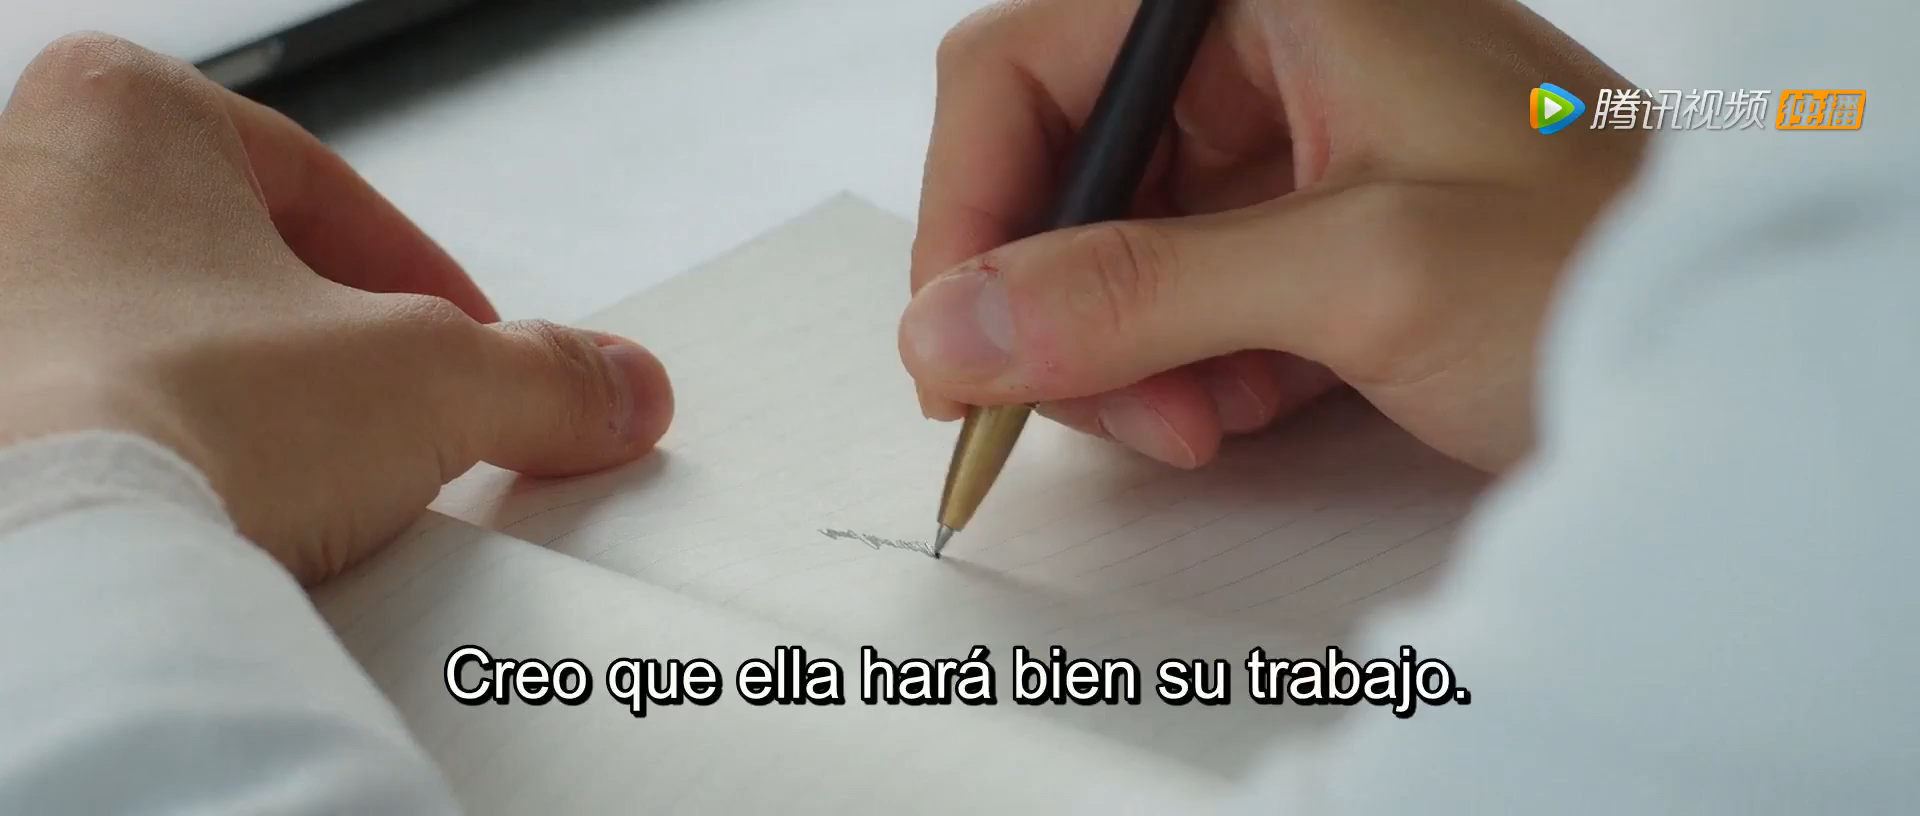 腾讯视频 独播
Creo que ella hará bien su trabajo.